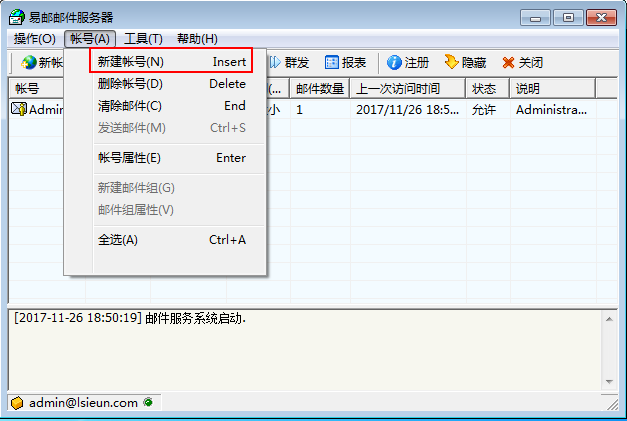 易邮邮件服务器
操作(O) 帐号(A) 工具(T) 帮助(H)
新帐 群发 报表 注册 隐藏 关闭
新建帐号(N) Insert
删除帐号(D) Delete
清除邮件(C) End
发送邮件(M) Ctrl+S
帐号属性(E) Enter
新建邮件组(G)
邮件组属性(V)
全选(A) Ctrl+A
帐号 (... 邮件数量 上一次访问时间 状态 说明
Admin 小 1 2017/11/26 18:5... 允许 Administra...
[2017-11-26 18:50:19] 邮件服务系统启动.
admin@lsieun.com